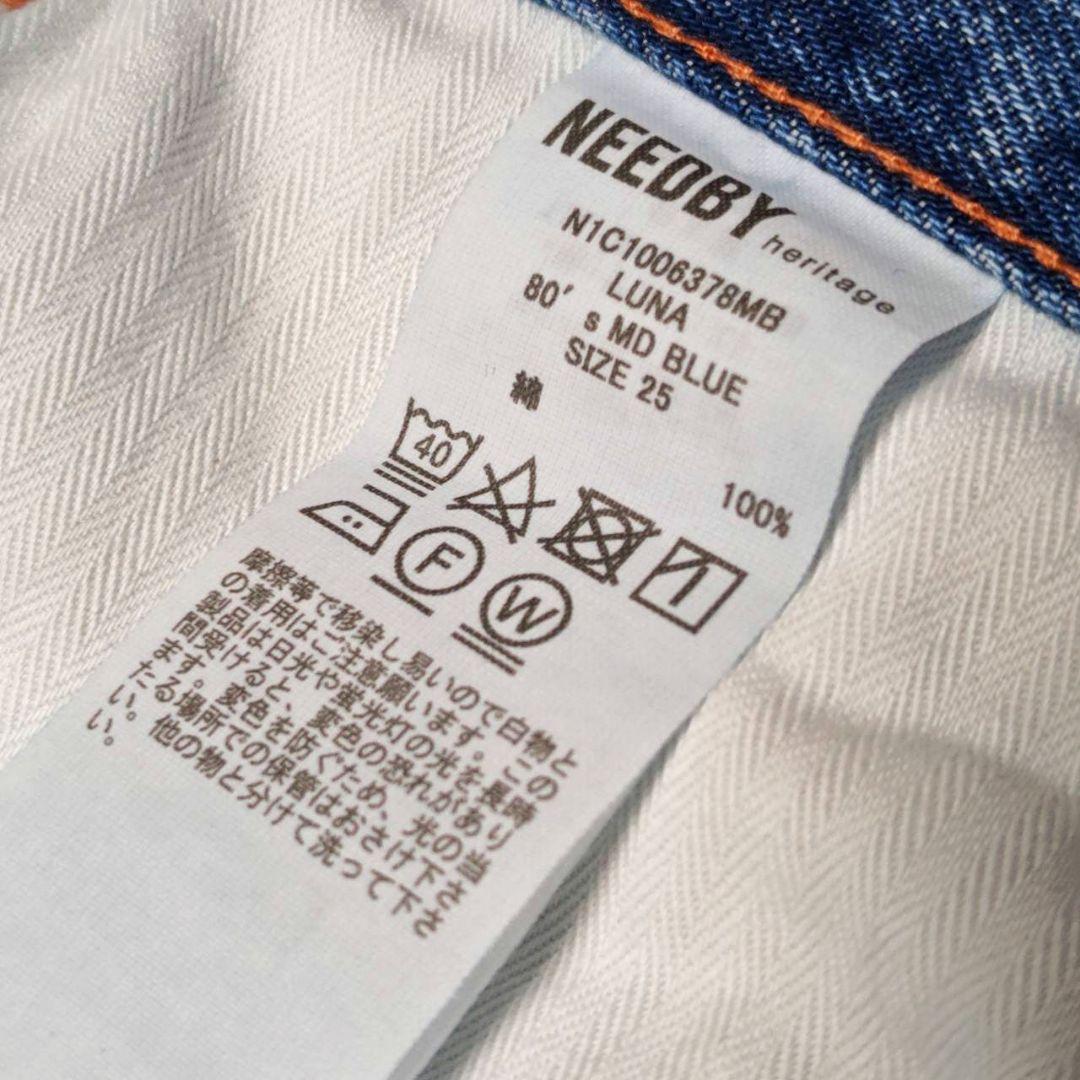 NEEDBY heritage
N1C1006378MB
LUNA
80's MD BLUE
SIZE 25
綿 100%
40
F W
摩擦等で移染し易いので白物と
の着用はご注意願います。この
製品は日光や蛍光灯の光を長時
間受けると、変色の恐れがあり
ます。変色を防ぐため、光の当
たる場所での保管はおさけ下さ
い。他の物と分けて洗って下さ
い。